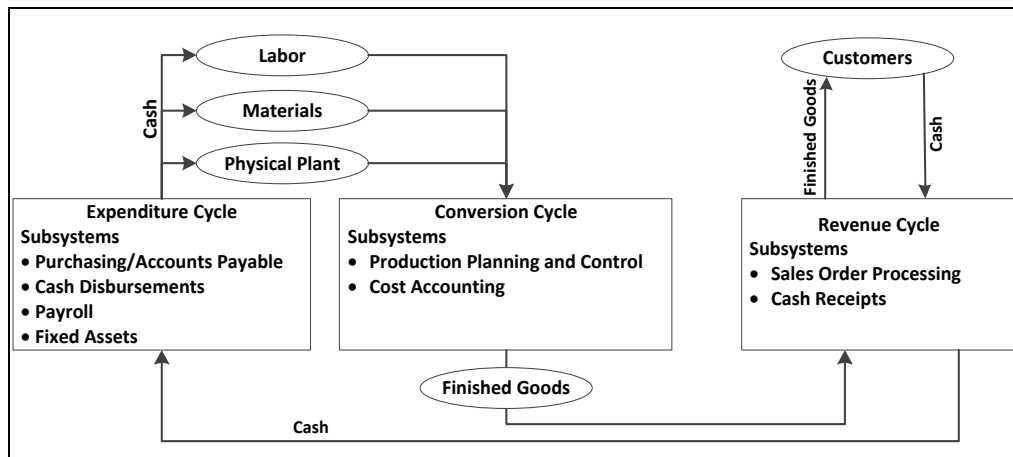 Labor
Materials
Physical Plant
Cash
Customers
Finished Goods
Cash
Expenditure Cycle
Subsystems
• Purchasing/Accounts Payable
• Cash Disbursements
• Payroll
• Fixed Assets
Conversion Cycle
Subsystems
• Production Planning and Control
• Cost Accounting
Revenue Cycle
Subsystems
• Sales Order Processing
• Cash Receipts
Finished Goods
Cash